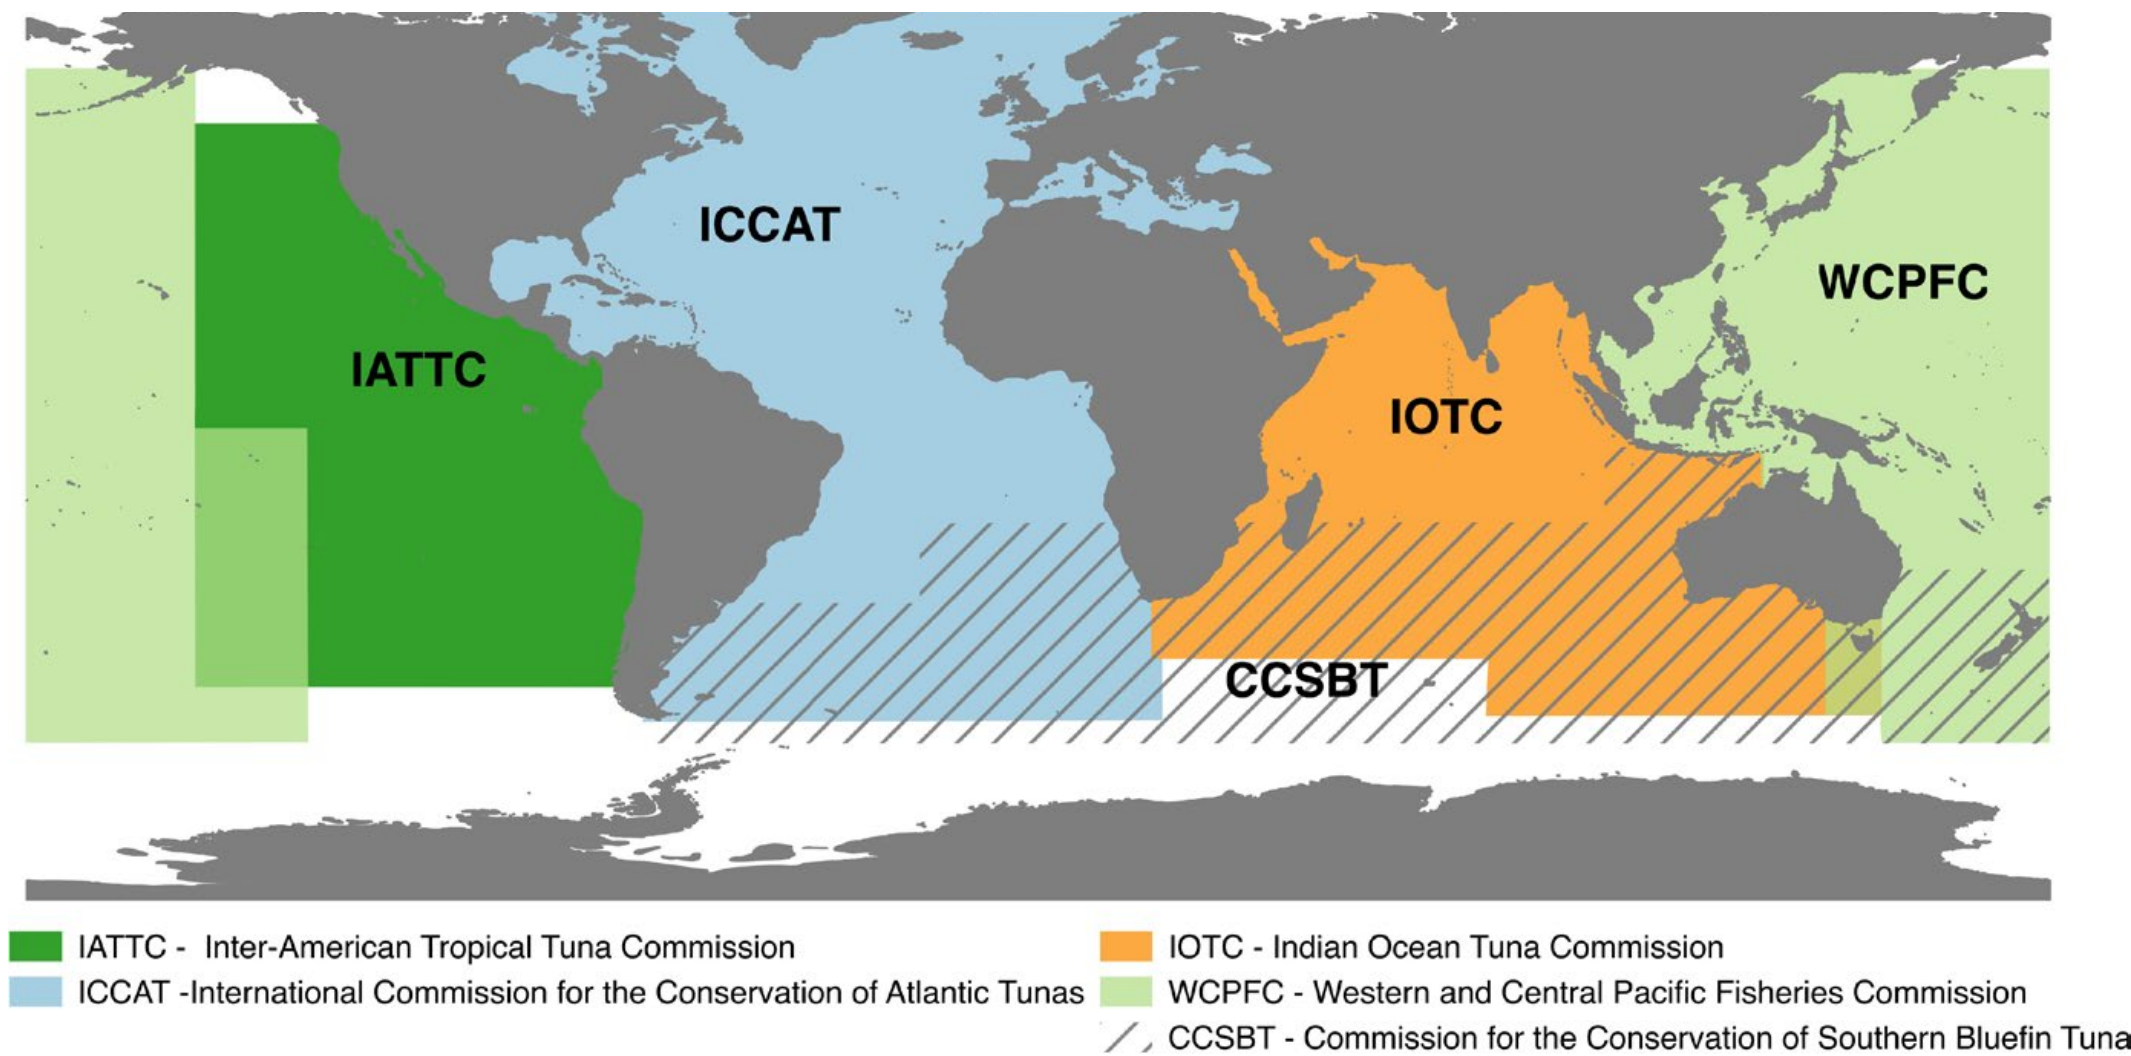 ICCAT
WCPFC
IATTC
IOTC
CCSBT
IATTC -  Inter-American Tropical Tuna Commission
ICCAT -International Commission for the Conservation of Atlantic Tunas
IOTC - Indian Ocean Tuna Commission
WCPFC - Western and Central Pacific Fisheries Commission
CCSBT - Commission for the Conservation of Southern Bluefin Tuna